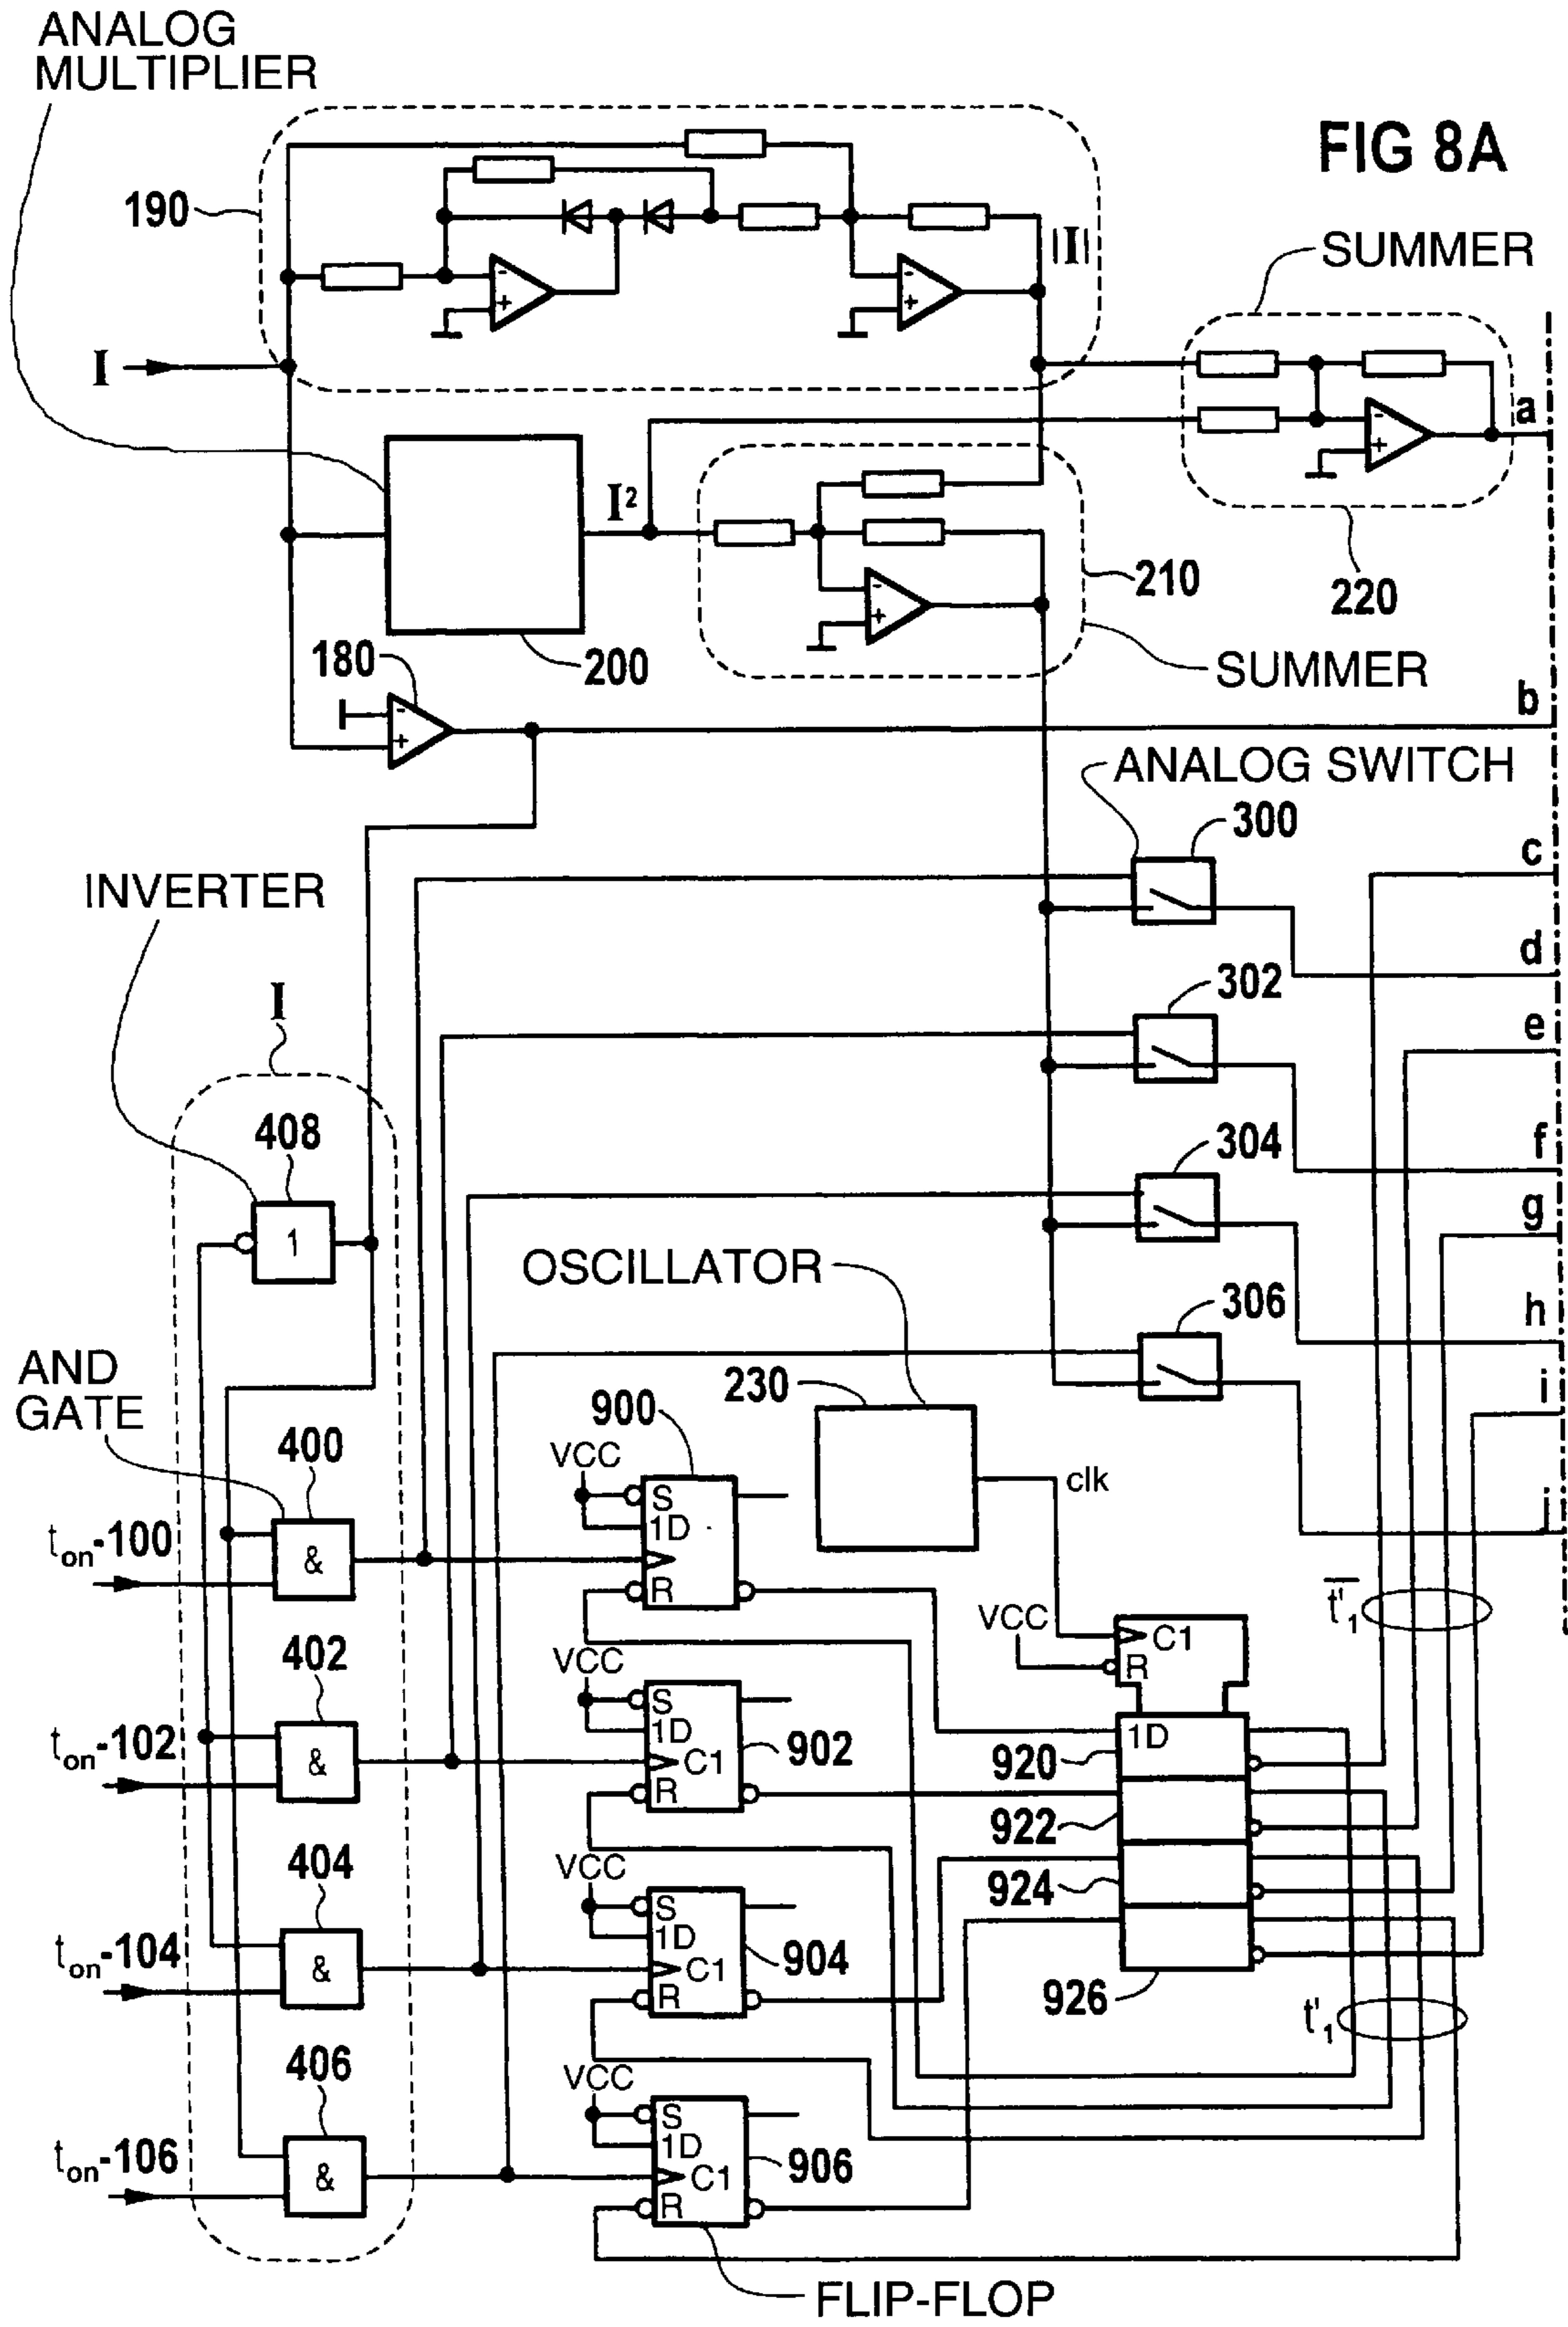 ANALOG
MULTIPLIER
FIG 8A
190
|I|
SUMMER
- +
- +
I
- +
a
I²
210
220
- +
180
200
SUMMER
- +
b
ANALOG SWITCH
300
c
INVERTER
d
I
302
e
408
304
f
1
g
OSCILLATOR
306
h
AND
GATE
230
i
900
400
VCC
clk
S
1D
j
t_on-100
&
R
t'̅₁
VCC
C1
402
VCC
R
S
t_on-102
1D
1D
&
C1
902
920
R
922
404
VCC
924
S
t_on-104
1D
904
&
C1
R
926
t'₁
406
VCC
S
t_on-106
1D
906
&
C1
R
FLIP-FLOP